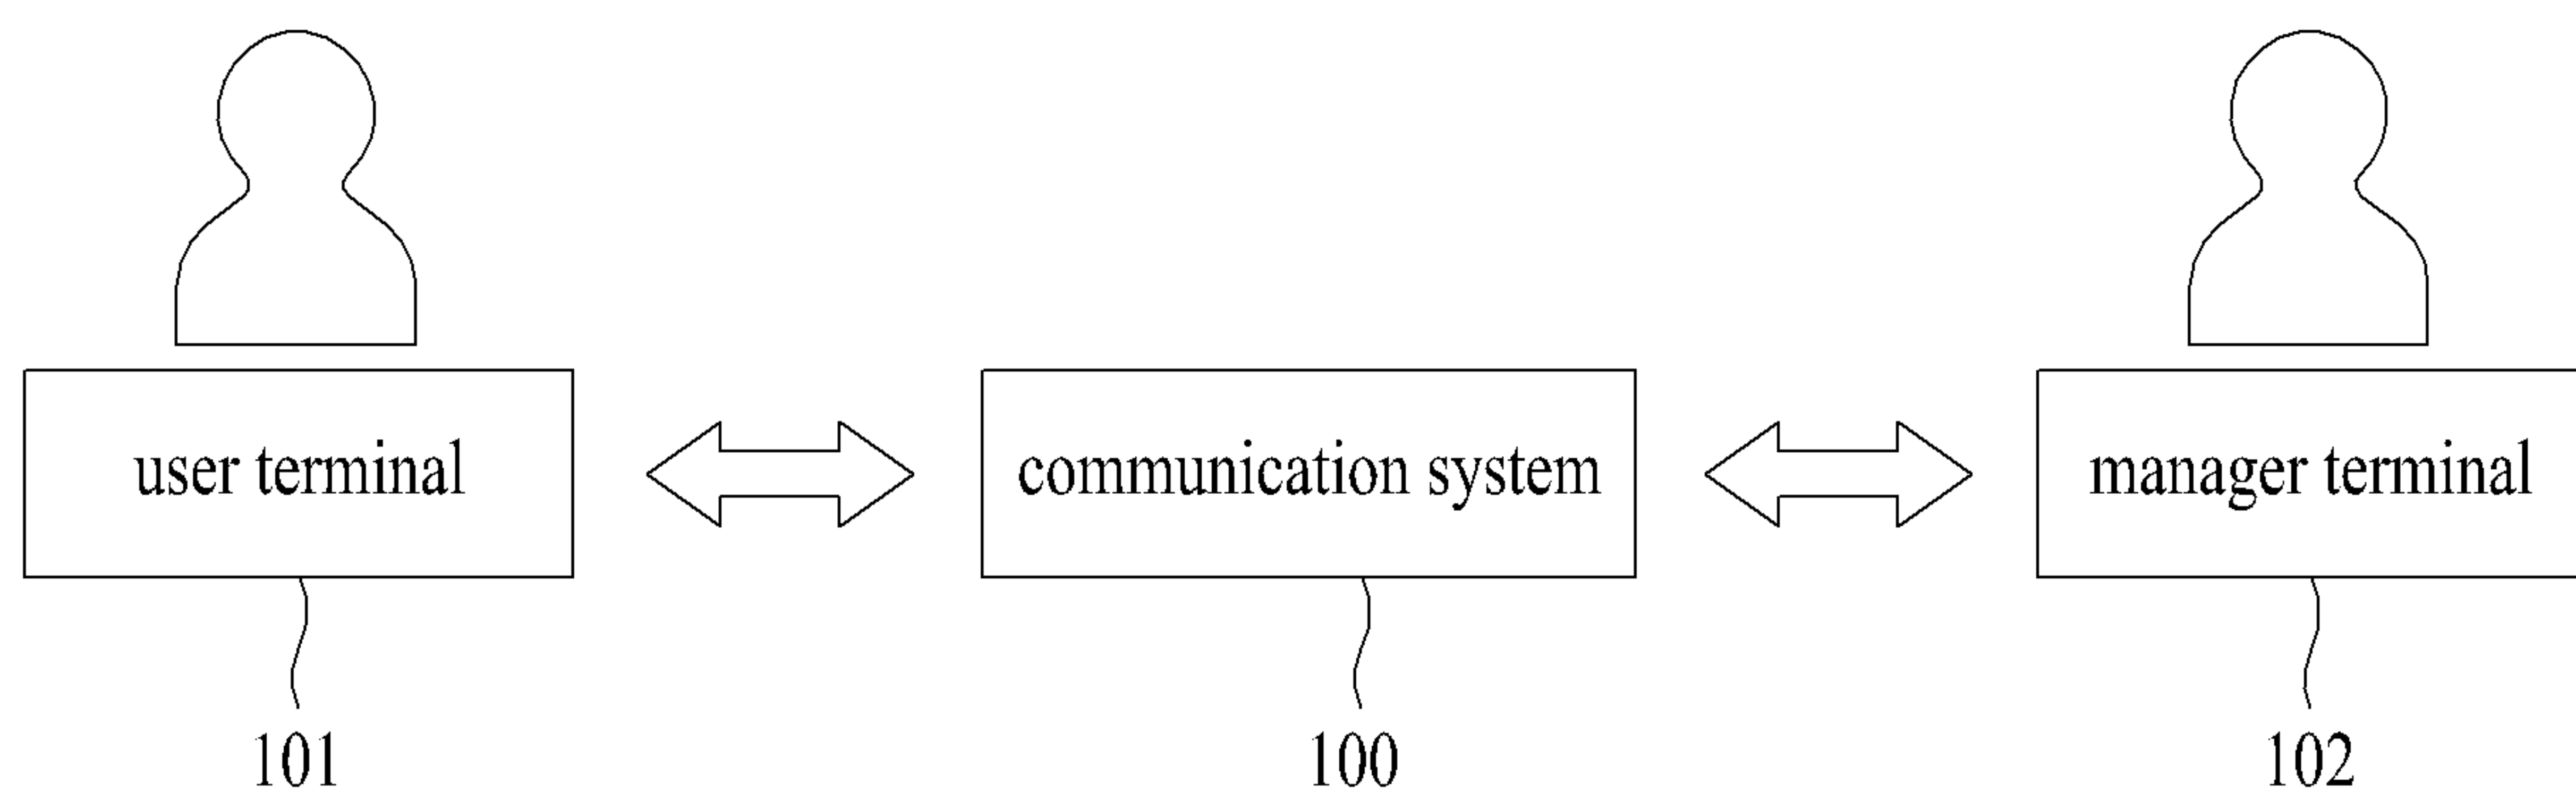 user terminal
communication system
manager terminal
101
100
102